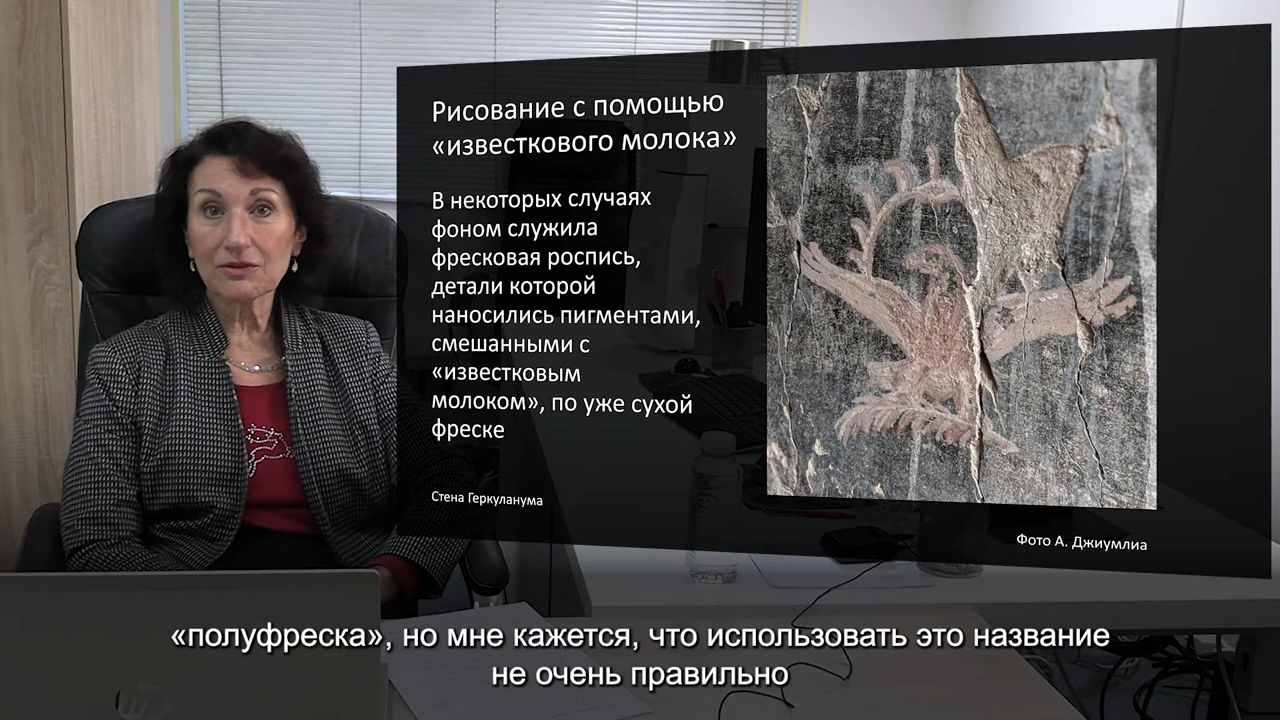 Рисование с помощью
«известкового молока»
В некоторых случаях
фоном служила
фресковая роспись,
детали которой
наносились пигментами,
смешанными с
«известковым
молоком», по уже сухой
фреске
Стена Геркуланума
Фото А. Джиумлиа
«полуфреска», но мне кажется, что использовать это название
не очень правильно